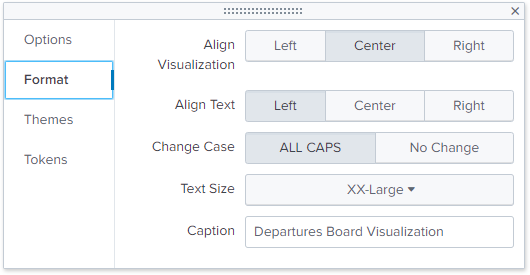 Options
Format
Themes
Tokens
Align
Visualization
Left
Center
Right
Align Text
Left
Center
Right
Change Case
ALL CAPS
No Change
Text Size
XX-Large
Caption
Departures Board Visualization